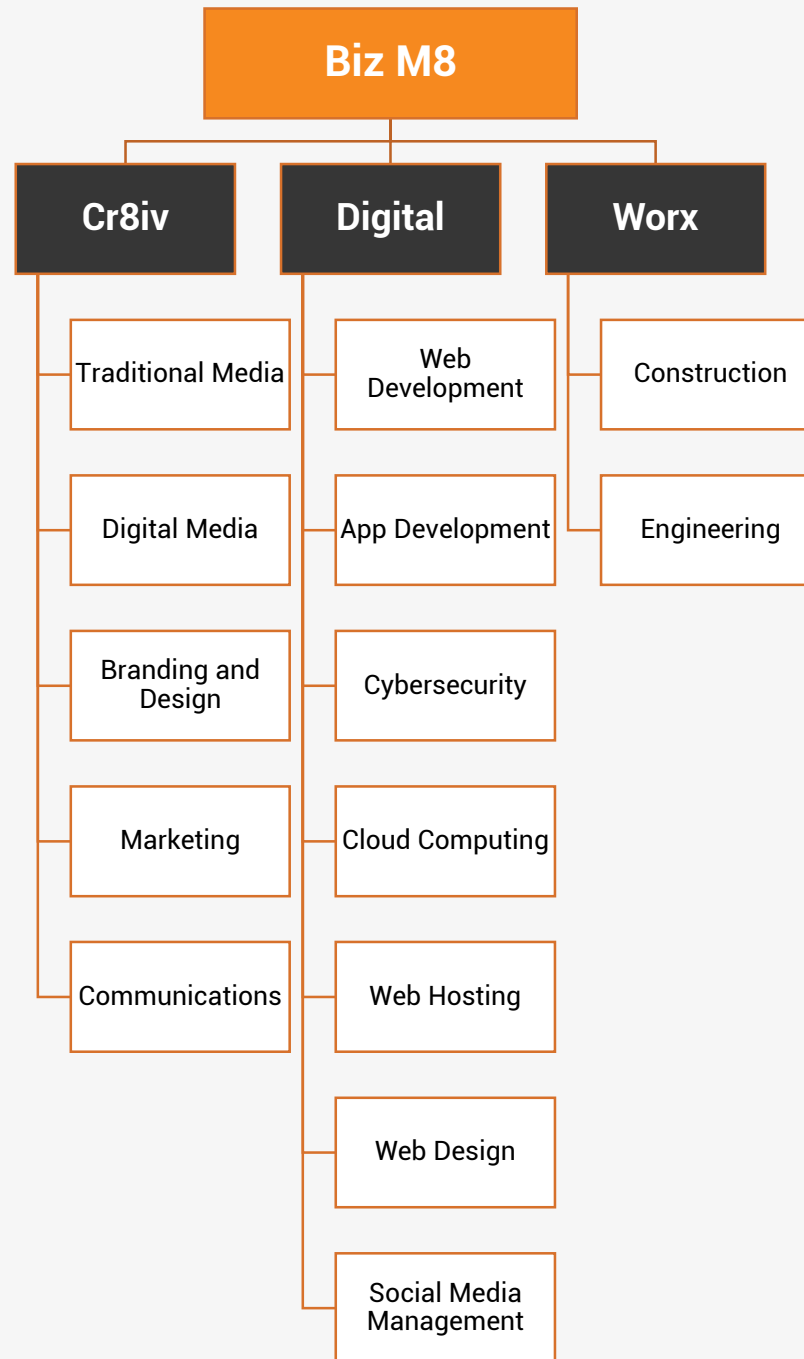 Biz M8
Cr8iv
Digital
Worx
Traditional Media
Digital Media
Branding and
Design
Marketing
Communications
Web
Development
App Development
Cybersecurity
Cloud Computing
Web Hosting
Web Design
Social Media
Management
Construction
Engineering